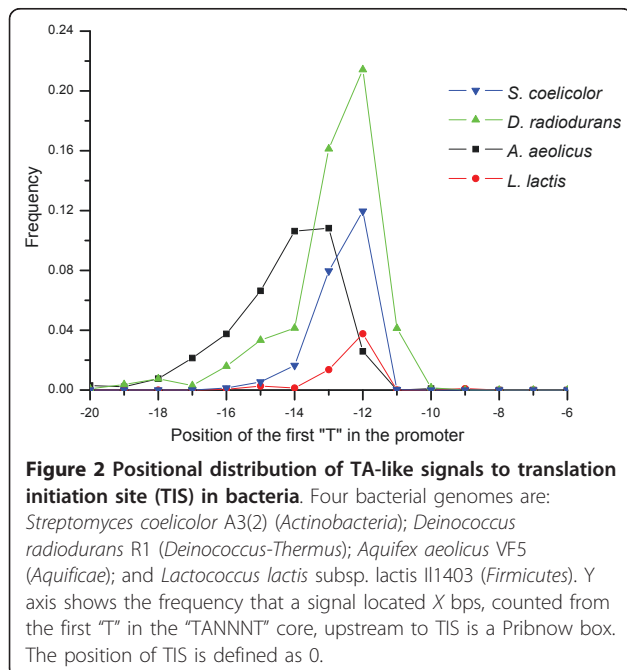 0.24
0.20
0.16
0.12
0.08
0.04
0.00
Frequency
S. coelicolor
D. radiodurans
A. aeolicus
L. lactis
-20 -18 -16 -14 -12 -10 -8 -6
Position of the first "T" in the promoter
Figure 2 Positional distribution of TA-like signals to translation
initiation site (TIS) in bacteria. Four bacterial genomes are:
Streptomyces coelicolor A3(2) (Actinobacteria); Deinococcus
radiodurans R1 (Deinococcus-Thermus); Aquifex aeolicus VF5
(Aquificae); and Lactococcus lactis subsp. lactis Il1403 (Firmicutes). Y
axis shows the frequency that a signal located X bps, counted from
the first “T” in the “TANNNT” core, upstream to TIS is a Pribnow box.
The position of TIS is defined as 0.